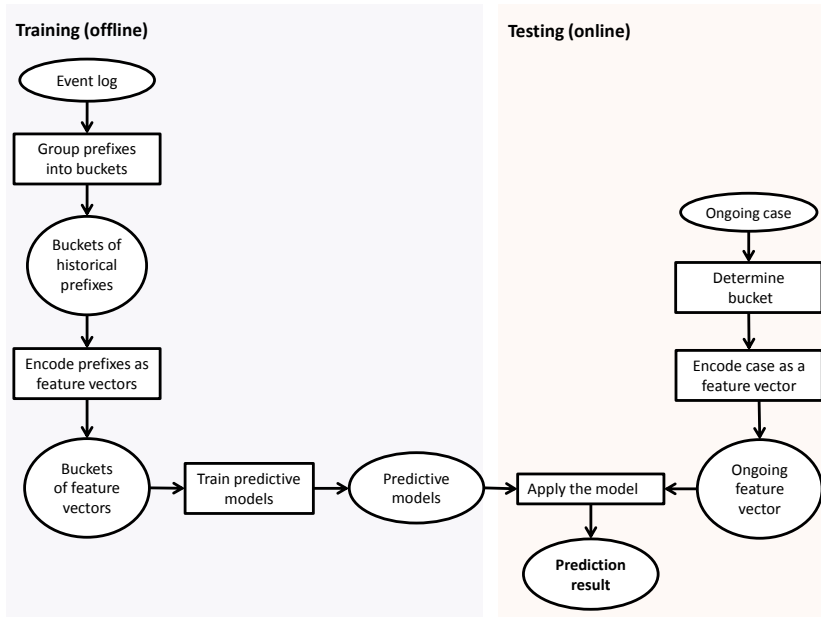 Training (offline)
Event log
Group prefixes
into buckets
Buckets of
historical
prefixes
Encode prefixes as
feature vectors
Buckets
of feature
vectors
Train predictive
models
Predictive
models
Testing (online)
Ongoing case
Determine
bucket
Encode case as a
feature vector
Ongoing
feature
vector
Apply the model
Prediction
result